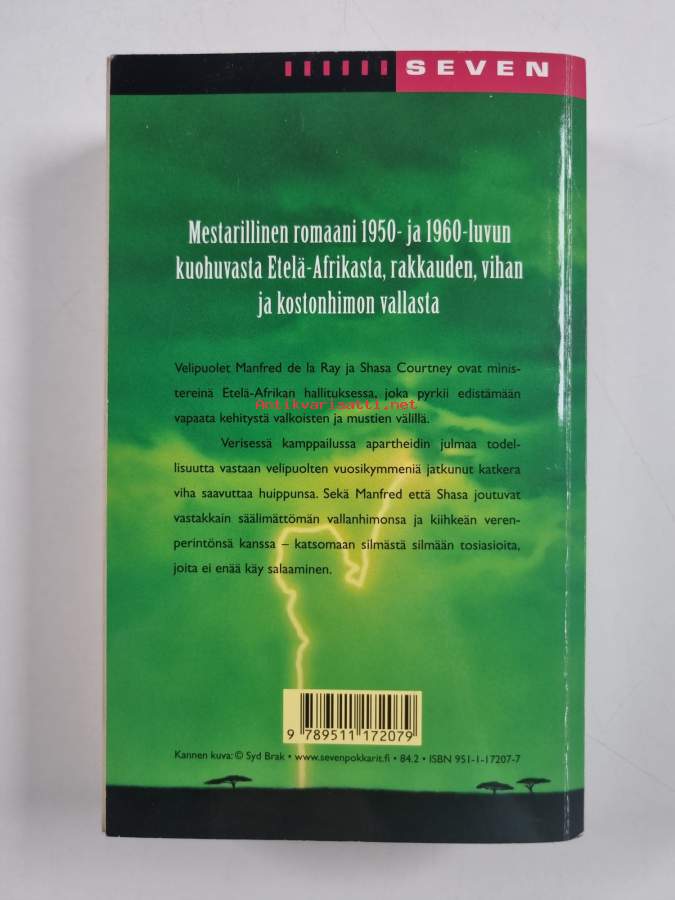 SEVEN
Mestarillinen romaani 1950- ja 1960-luvun
kuohuvasta Etelä-Afrikasta, rakkauden, vihan
ja kostonhimon vallasta
Velipuolet Manfred de la Ray ja Shasa Courtney ovat minis-
tereinä Etelä-Afrikan hallituksessa, joka pyrkii edistämään
Antikvariaatti.net
vapaata kehitystä valkoisten ja mustien välillä.
Verisessä kamppailussa apartheidin julmaa todel-
lisuutta vastaan velipuolten vuosikymmeniä jatkunut katkera
viha saavuttaa huippunsa. Sekä Manfred että Shasa joutuvat
vastakkain säälimättömän vallanhimonsa ja kiihkeän veren-
perintönsä kanssa – katsomaan silmästä silmään tosiasioita,
joita ei enää käy salaaminen.
9 789511 172079
Kannen kuva: © Syd Brak • www.sevenpokkarit.fi • 84.2 • ISBN 951-1-17207-7